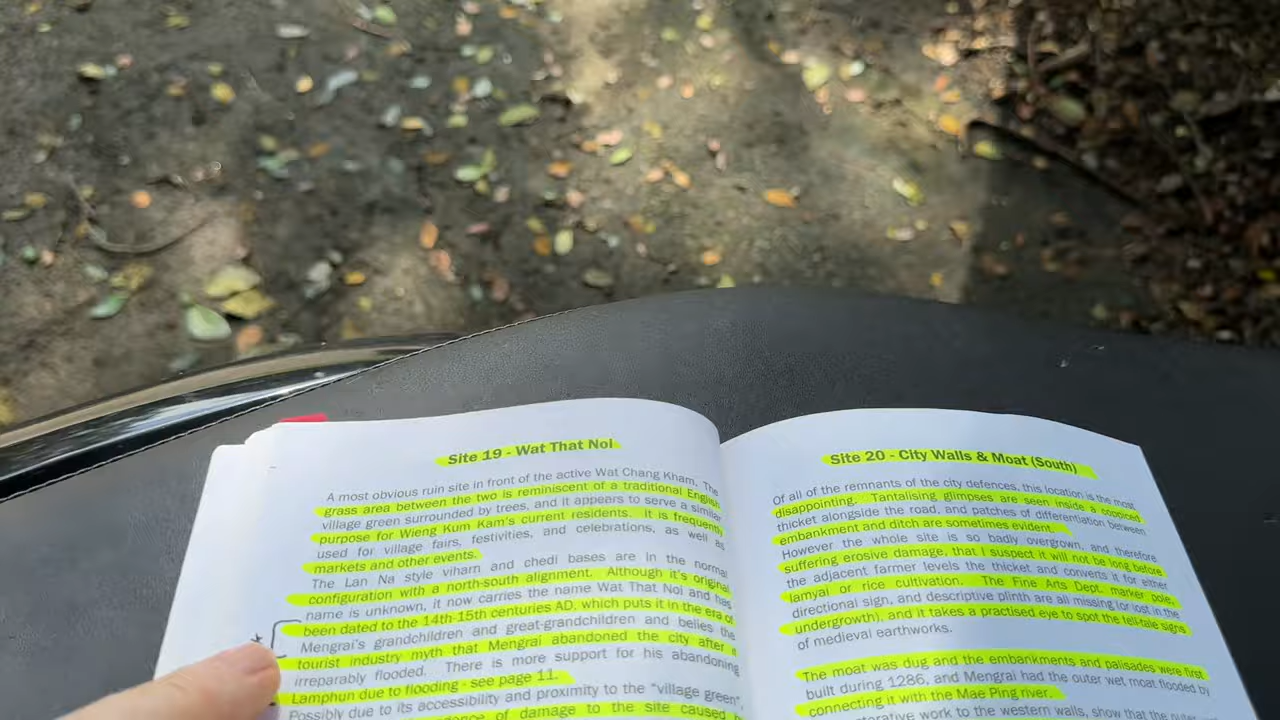 Site 19 - Wat That Noi
A most obvious ruin site in front of the active Wat Chang Kham. The
grass area between the two is reminiscent of a traditional English
village green surrounded by trees, and it appears to serve a similar
purpose for Wieng Kum Kam's current residents. It is frequently
used for village fairs, festivities, and celebrations, as well as
markets and other events.
The Lan Na style viharn and chedi bases are in the normal
configuration with a north-south alignment. Although it's original
name is unknown, it now carries the name Wat That Noi and has
been dated to the 14th-15th centuries AD, which puts it in the era of
Mengrai's grandchildren and great-grandchildren and belies the
tourist industry myth that Mengrai abandoned the city after it
irreparably flooded. There is more support for his abandoning
Lamphun due to flooding - see page 11.
Possibly due to its accessibility and proximity to the "village green",
of damage to the site caused
Site 20 - City Walls & Moat (South)
Of all of the remnants of the city defences, this location is the most
disappointing. Tantalising glimpses are seen inside a coppiced
thicket alongside the road, and patches of differentiation between
embankment and ditch are sometimes evident.
However the whole site is so badly overgrown, and therefore
suffering erosive damage, that I suspect it will not be long before
the adjacent farmer levels the thicket and converts it for either
lamyai or rice cultivation. The Fine Arts Dept. marker pole,
directional sign, and descriptive plinth are all missing (or lost in the
undergrowth), and it takes a practised eye to spot the tell-tale signs
of medieval earthworks.
The moat was dug and the embankments and palisades were first
built during 1286, and Mengrai had the outer wet moat flooded by
connecting it with the Mae Ping river.
work to the western walls, show that the